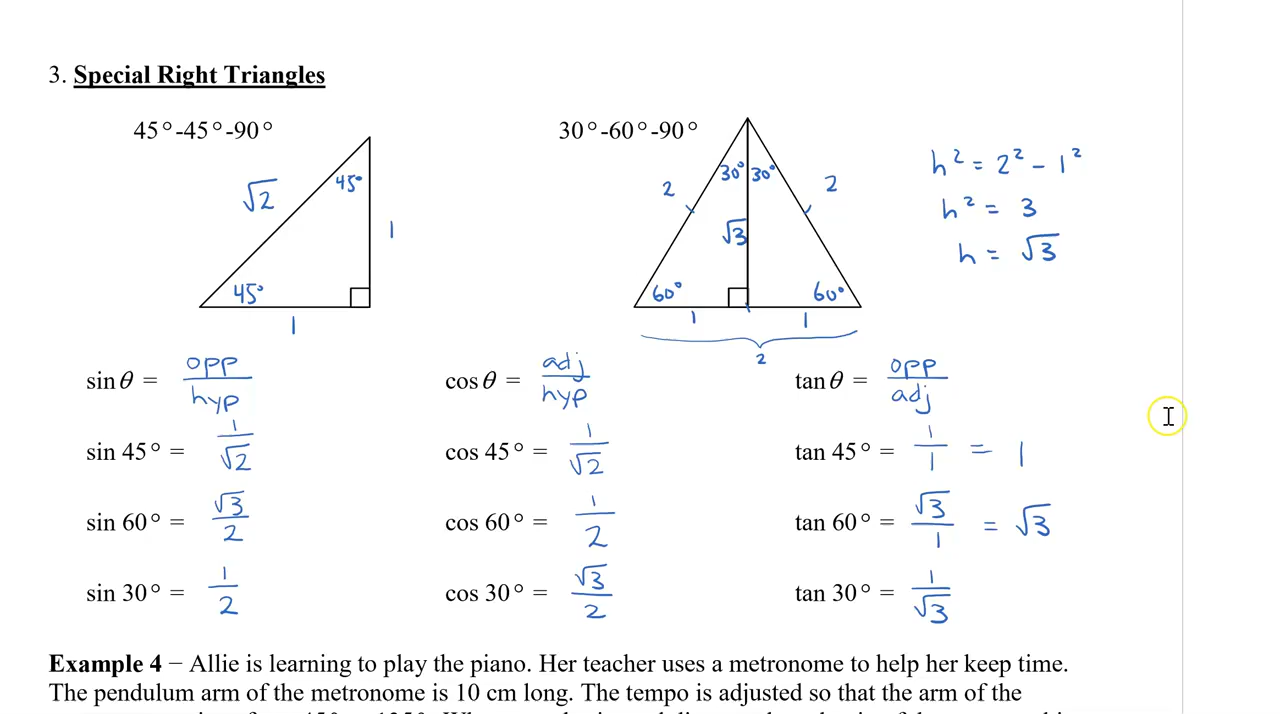 3. Special Right Triangles
45°-45°-90°
√2
45°
45°
1
1
30°-60°-90°
30° 30°
2
2
√3
60°
60°
1
1
2
h² = 2² - 1²
h² = 3
h = √3
sin θ = opp/hyp
cos θ = adj/hyp
tan θ = opp/adj
sin 45° = 1/√2
cos 45° = 1/√2
tan 45° = 1/1 = 1
sin 60° = √3/2
cos 60° = 1/2
tan 60° = √3/1 = √3
sin 30° = 1/2
cos 30° = √3/2
tan 30° = 1/√3
Example 4 − Allie is learning to play the piano. Her teacher uses a metronome to help her keep time.
The pendulum arm of the metronome is 10 cm long. The tempo is adjusted so that the arm of the